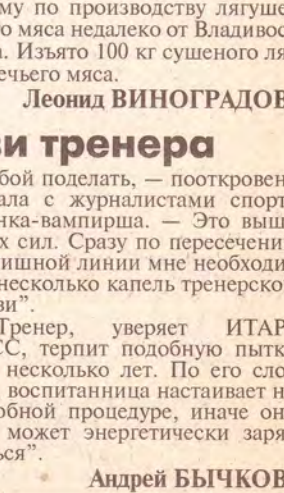 му по производству лягуше
го мяса недалеко от Владивос
а. Изъято 100 кг сушеного ля
ечьего мяса.
Леонид ВИНОГРАДОВ
ви тренера
бой поделать, — пооткровен
ала с журналистами спорт
нка-вампирша. — Это выш
х сил. Сразу по пересечени
ишной линии мне необходи
несколько капель тренерско
ви".
Тренер, уверяет ИТАР
СС, терпит подобную пытк
несколько лет. По его сло
воспитанница настаивает н
обной процедуре, иначе он
может энергетически заря
ься".
Андрей БЫЧКОВ